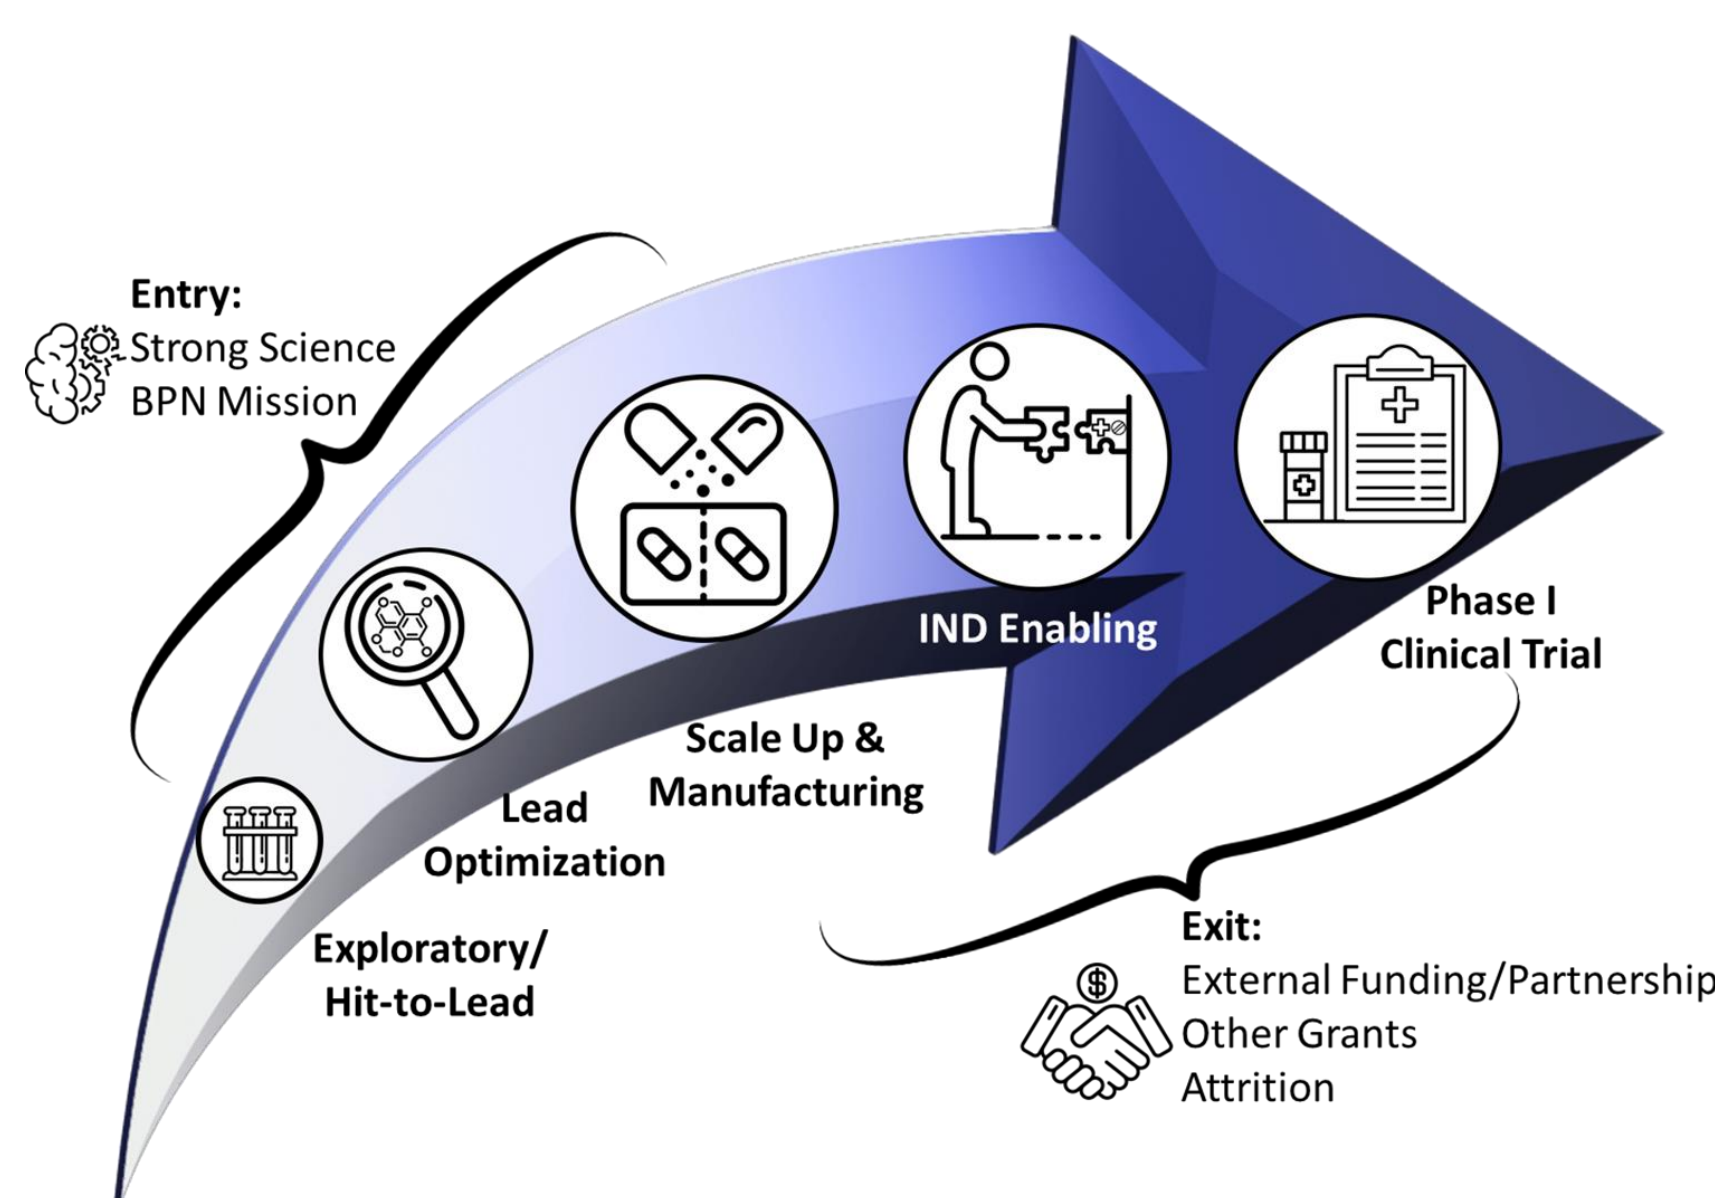 Entry:
Strong Science
BPN Mission
IND Enabling
Phase I
Clinical Trial
Scale Up &
Manufacturing
Lead
Optimization
Exploratory/
Hit-to-Lead
Exit:
External Funding/Partnership
Other Grants
Attrition
$